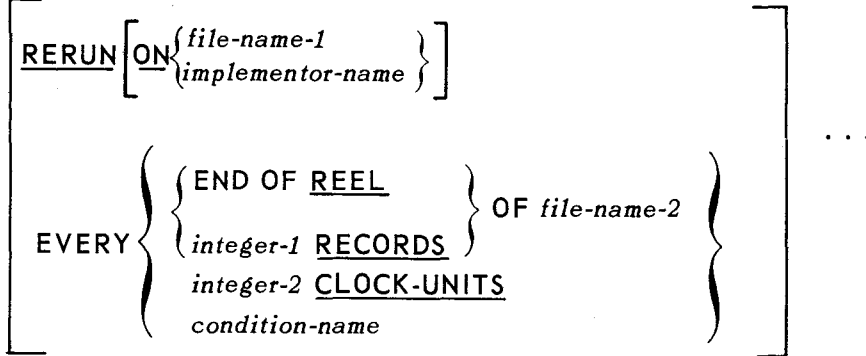 RERUN [ON {file-name-1
implementor-name}]
. . .
END OF REEL
OF file-name-2
EVERY
integer-1 RECORDS
integer-2 CLOCK-UNITS
condition-name